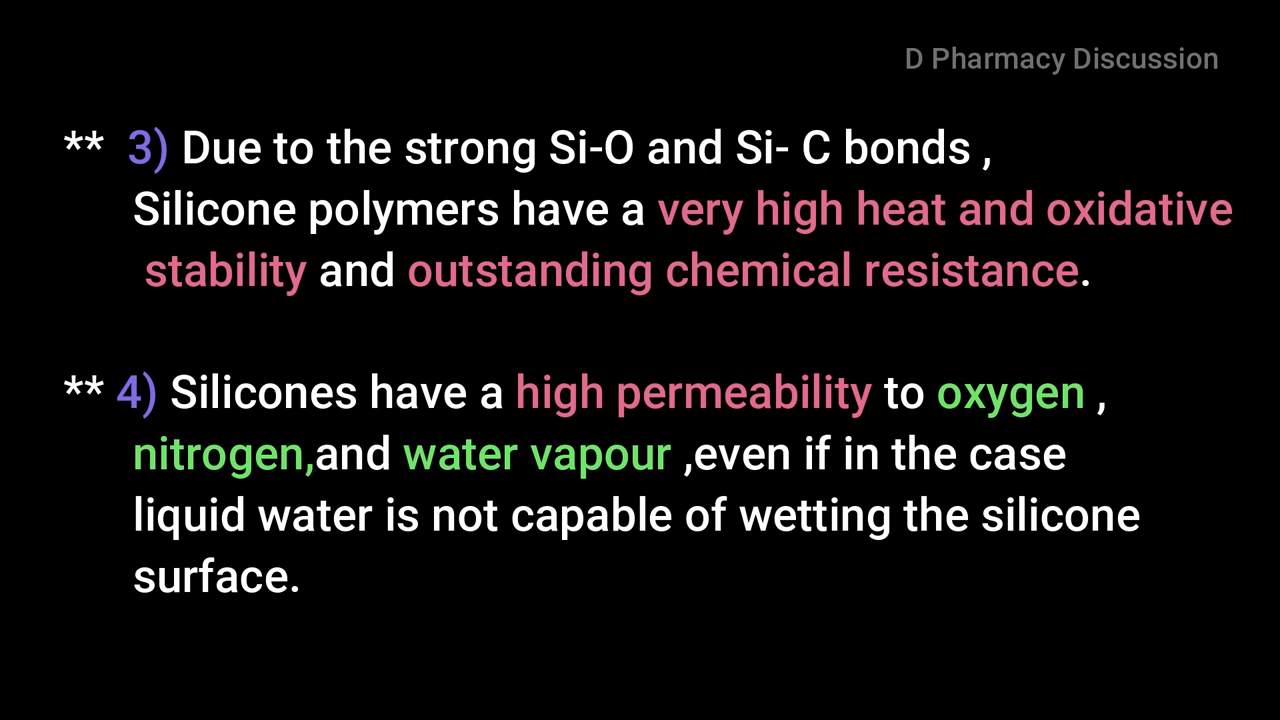 D Pharmacy Discussion
** 3) Due to the strong Si-O and Si- C bonds ,
Silicone polymers have a very high heat and oxidative
stability and outstanding chemical resistance.
** 4) Silicones have a high permeability to oxygen ,
nitrogen,and water vapour ,even if in the case
liquid water is not capable of wetting the silicone
surface.